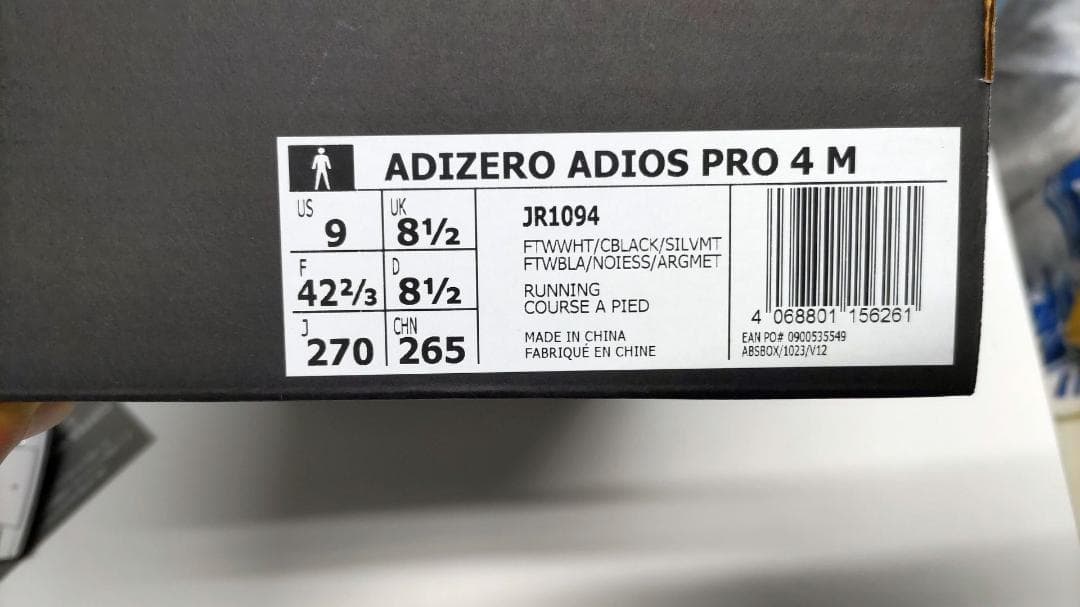 ADIZERO ADIOS PRO 4 M
US 9
UK 8½
F 42⅔
D 8½
J 270
CHN 265
JR1094
FTWWHT/CBLACK/SILVMT
FTWBLA/NOIESS/ARGMET
RUNNING
COURSE A PIED
MADE IN CHINA
FABRIQUÉ EN CHINE
4 068801 156261
EAN PO# 0900535549
ABSBOX/1023/V12